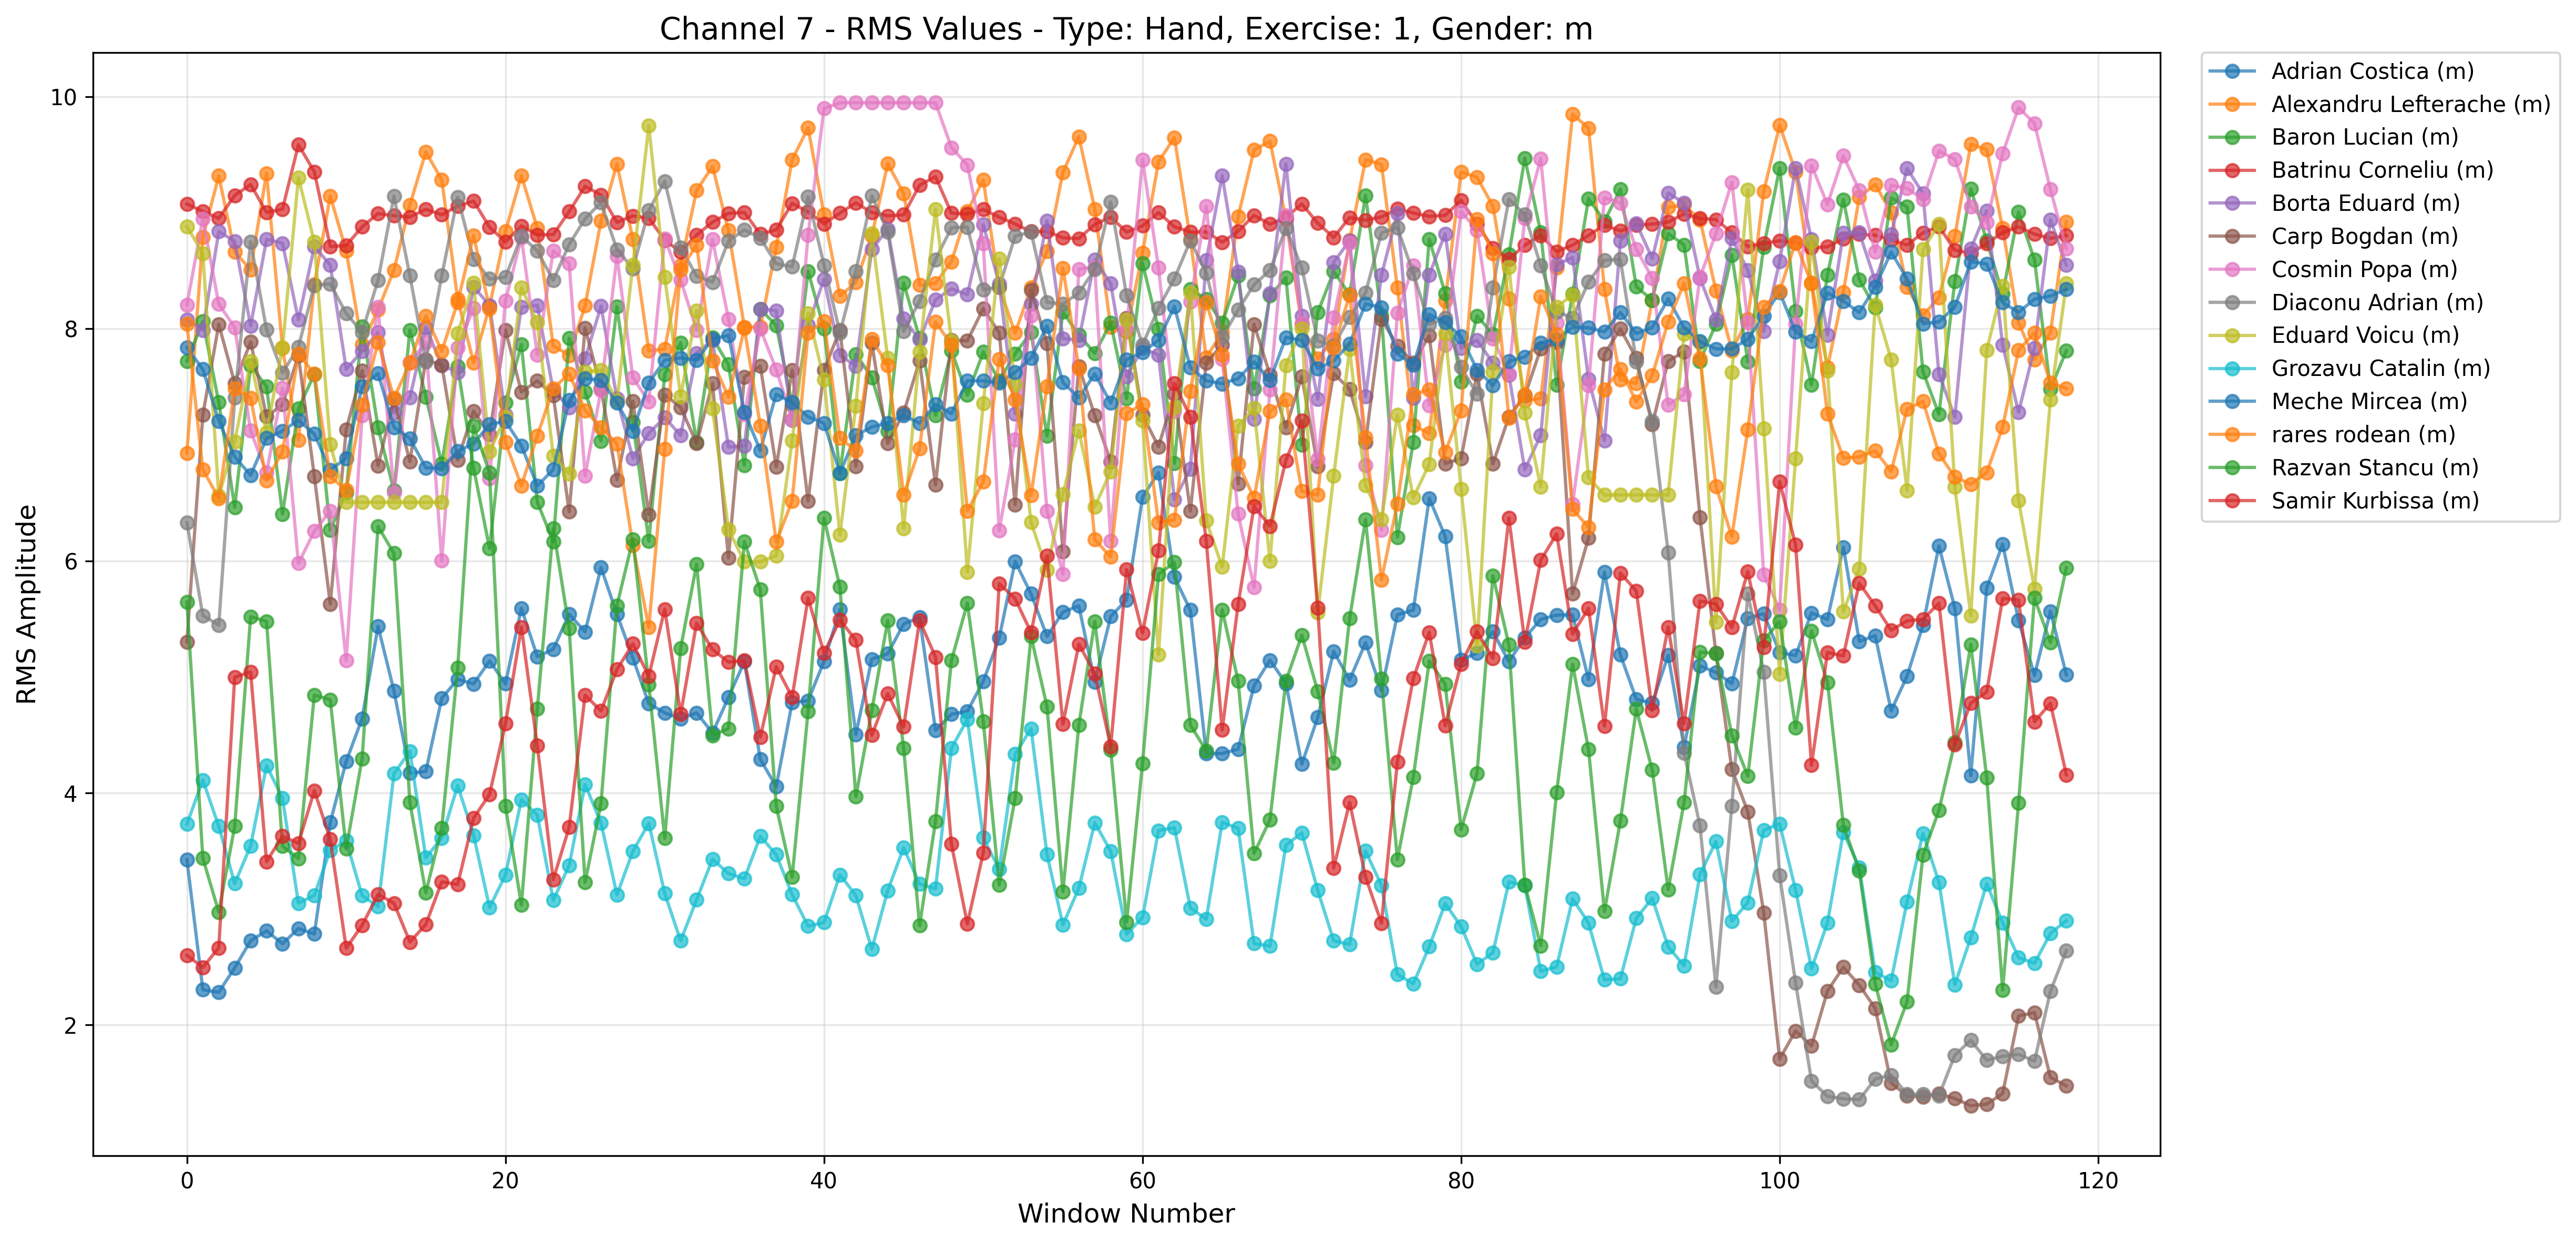 Channel 7 - RMS Values - Type: Hand, Exercise: 1, Gender: m
RMS Amplitude
10
8
6
4
2
0
20
40
60
80
100
120
Window Number
Adrian Costica (m)
Alexandru Lefterache (m)
Baron Lucian (m)
Batrinu Corneliu (m)
Borta Eduard (m)
Carp Bogdan (m)
Cosmin Popa (m)
Diaconu Adrian (m)
Eduard Voicu (m)
Grozavu Catalin (m)
Meche Mircea (m)
rares rodean (m)
Razvan Stancu (m)
Samir Kurbissa (m)